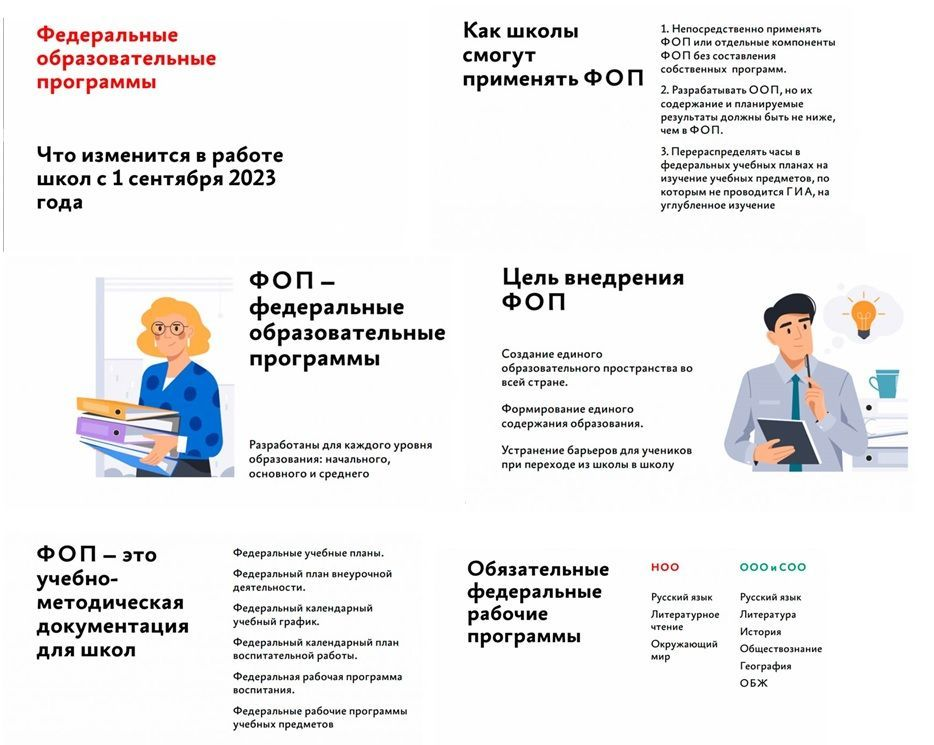 Федеральные
образовательные
программы
Что изменится в работе
школ с 1 сентября 2023
года
Как школы
смогут
применять ФОП
1. Непосредственно применять
ФОП или отдельные компоненты
ФОП без составления
собственных программ.
2. Разрабатывать ООП, но их
содержание и планируемые
результаты должны быть не ниже,
чем в ФОП.
3. Перераспределять часы в
федеральных учебных планах на
изучение учебных предметов, по
которым не проводится ГИА, на
углубленное изучение
ФОП –
федеральные
образовательные
программы
Разработаны для каждого уровня
образования: начального,
основного и среднего
Цель внедрения
ФОП
Создание единого
образовательного пространства во
всей стране.
Формирование единого
содержания образования.
Устранение барьеров для учеников
при переходе из школы в школу
ФОП – это
учебно-
методическая
документация
для школ
Федеральные учебные планы.
Федеральный план внеурочной
деятельности.
Федеральный календарный
учебный график.
Федеральный календарный план
воспитательной работы.
Федеральная рабочая программа
воспитания.
Федеральные рабочие программы
учебных предметов
Обязательные
федеральные
рабочие
программы
НОО
Русский язык
Литературное
чтение
Окружающий
мир
ООО и СОО
Русский язык
Литература
История
Обществознание
География
ОБЖ